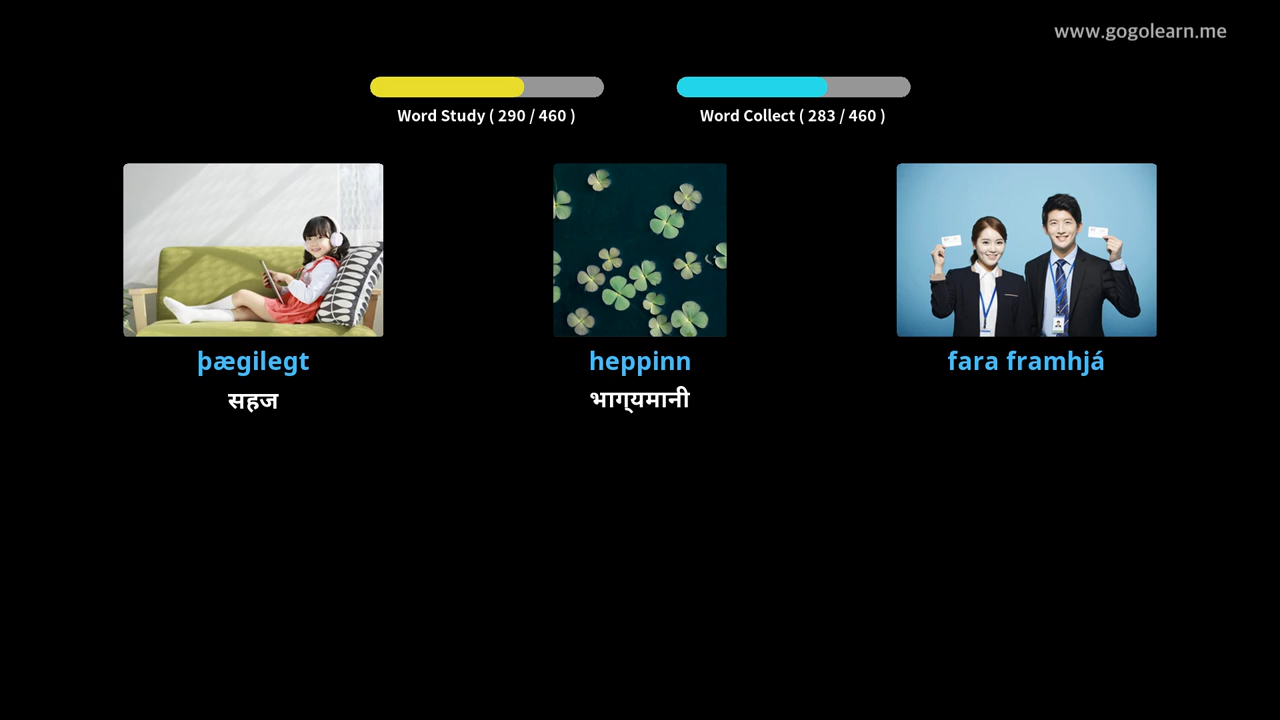 www.gogolearn.me
Word Study ( 290 / 460 )
Word Collect ( 283 / 460 )
þægilegt
heppinn
fara framhjá
सहज
भाग्यमानी